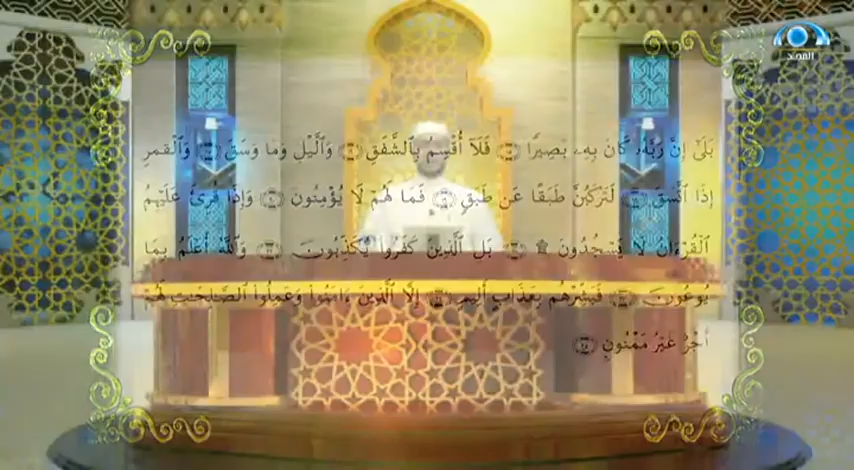 المجد
بَلَىٰٓ إِنَّ رَبَّهُۥ كَانَ بِهِۦ بَصِيرًا ۝ فَلَآ أُقْسِمُ بِٱلشَّفَقِ ۝ وَٱلَّيْلِ وَمَا وَسَقَ ۝ وَٱلْقَمَرِ
إِذَا ٱتَّسَقَ ۝ لَتَرْكَبُنَّ طَبَقًا عَن طَبَقٍ ۝ فَمَا لَهُمْ لَا يُؤْمِنُونَ ۝ وَإِذَا قُرِئَ عَلَيْهِمُ
ٱلْقُرْءَانُ لَا يَسْجُدُونَ ۩ ۝ بَلِ ٱلَّذِينَ كَفَرُوا۟ يُكَذِّبُونَ ۝ وَٱللَّهُ أَعْلَمُ بِمَا
يُوعُونَ ۝ فَبَشِّرْهُم بِعَذَابٍ أَلِيمٍ ۝ إِلَّا ٱلَّذِينَ ءَامَنُوا۟ وَعَمِلُوا۟ ٱلصَّٰلِحَٰتِ لَهُمْ
أَجْرٌ غَيْرُ مَمْنُونٍۭ ۝